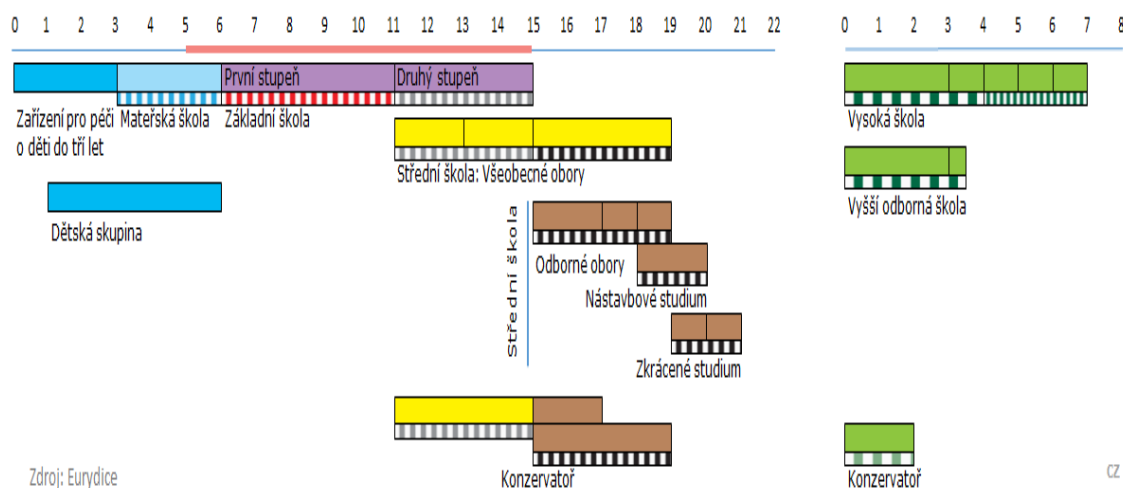 0 1 2 3 4 5 6 7 8 9 10 11 12 13 14 15 16 17 18 19 20 21 22
0 1 2 3 4 5 6 7 8
První stupeň
Druhý stupeň
Zařízení pro péči
o děti do tří let
Mateřská škola
Základní škola
Vysoká škola
Střední škola: Všeobecné obory
Dětská skupina
Vyšší odborná škola
Střední škola
Odborné obory
Nástavbové studium
Zkrácené studium
Konzervatoř
Konzervatoř
Zdroj: Eurydice
CZ